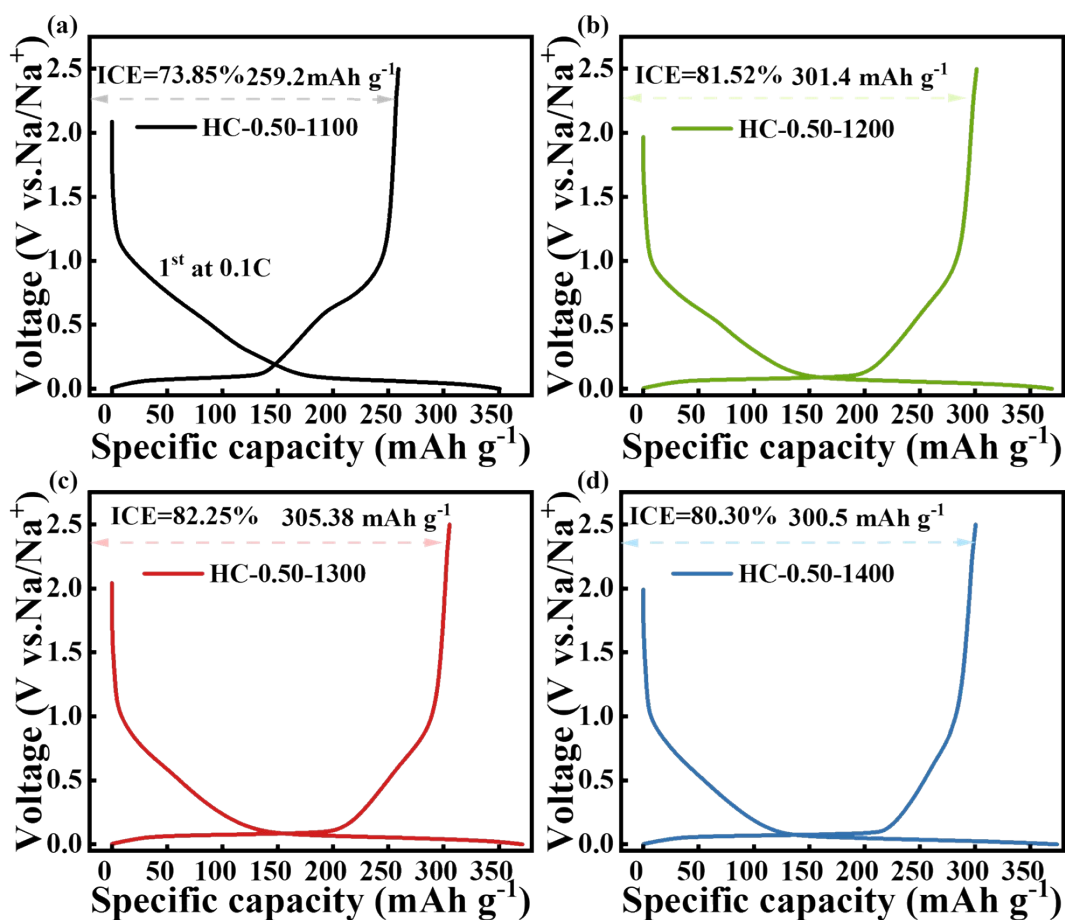 (a)
ICE=73.85% 259.2mAh g⁻¹
HC-0.50-1100
1ˢᵗ at 0.1C
Voltage (V vs.Na/Na⁺)
2.5
2.0
1.5
1.0
0.5
0.0
0 50 100 150 200 250 300 350
Specific capacity (mAh g⁻¹)
(b)
ICE=81.52% 301.4 mAh g⁻¹
HC-0.50-1200
Voltage (V vs.Na/Na⁺)
2.5
2.0
1.5
1.0
0.5
0.0
0 50 100 150 200 250 300 350
Specific capacity (mAh g⁻¹)
(c)
ICE=82.25% 305.38 mAh g⁻¹
HC-0.50-1300
Voltage (V vs.Na/Na⁺)
2.5
2.0
1.5
1.0
0.5
0.0
0 50 100 150 200 250 300 350
Specific capacity (mAh g⁻¹)
(d)
ICE=80.30% 300.5 mAh g⁻¹
HC-0.50-1400
Voltage (V vs.Na/Na⁺)
2.5
2.0
1.5
1.0
0.5
0.0
0 50 100 150 200 250 300 350
Specific capacity (mAh g⁻¹)